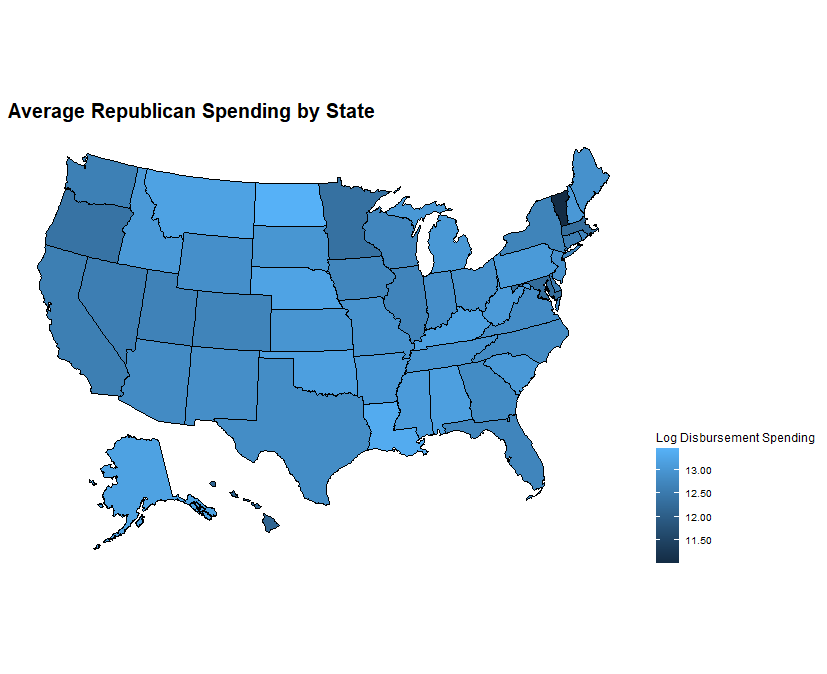 Average Republican Spending by State
Log Disbursement Spending
13.00
12.50
12.00
11.50